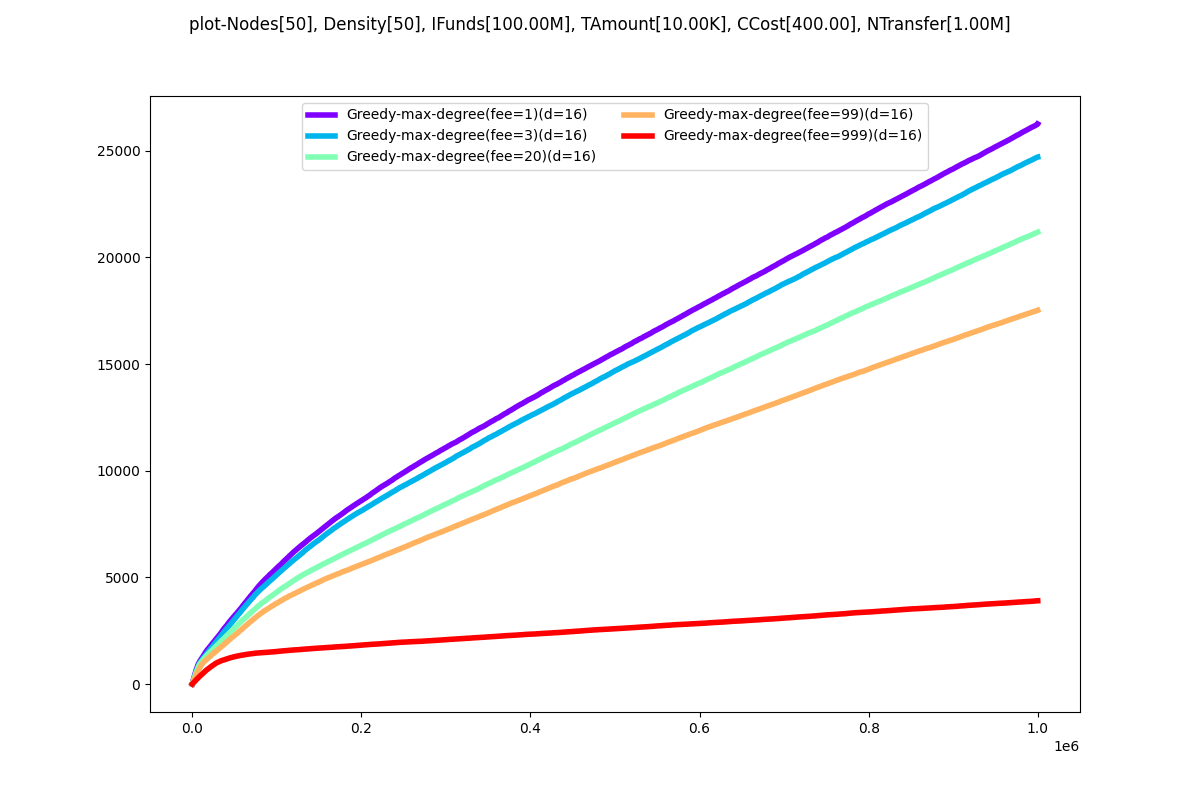 plot-Nodes[50], Density[50], IFunds[100.00M], TAmount[10.00K], CCost[400.00], NTransfer[1.00M]
Greedy-max-degree(fee=1)(d=16)
Greedy-max-degree(fee=3)(d=16)
Greedy-max-degree(fee=20)(d=16)
Greedy-max-degree(fee=99)(d=16)
Greedy-max-degree(fee=999)(d=16)
25000
20000
15000
10000
5000
0
0.0 0.2 0.4 0.6 0.8 1.0
1e6